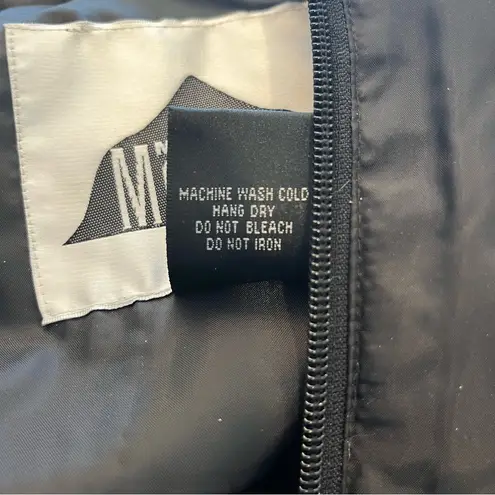 MACHINE WASH COLD
HANG DRY
DO NOT BLEACH
DO NOT IRON